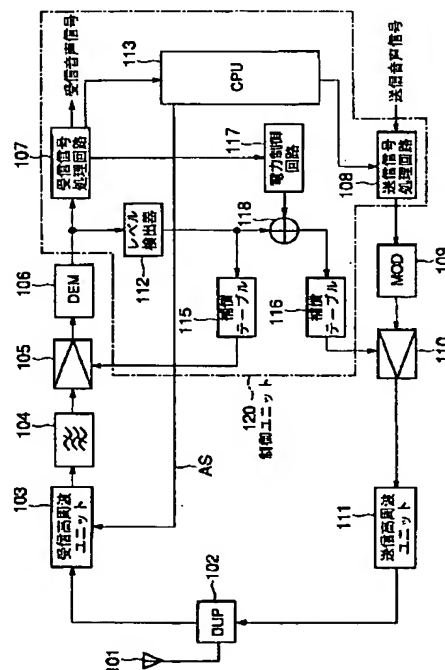 受信音声信号
107
受信信号
処理回路
113
CPU
117
電力制御
回路
118
送信音声信号
送信信号
処理回路
108
106
DEM
レベル
検出器
112
補償
テーブル
115
補償
テーブル
116
MOD
109
105
110
104
120
制御ユニット
AS
103
受信高周波
ユニット
送信高周波
ユニット
111
102
DUP
101